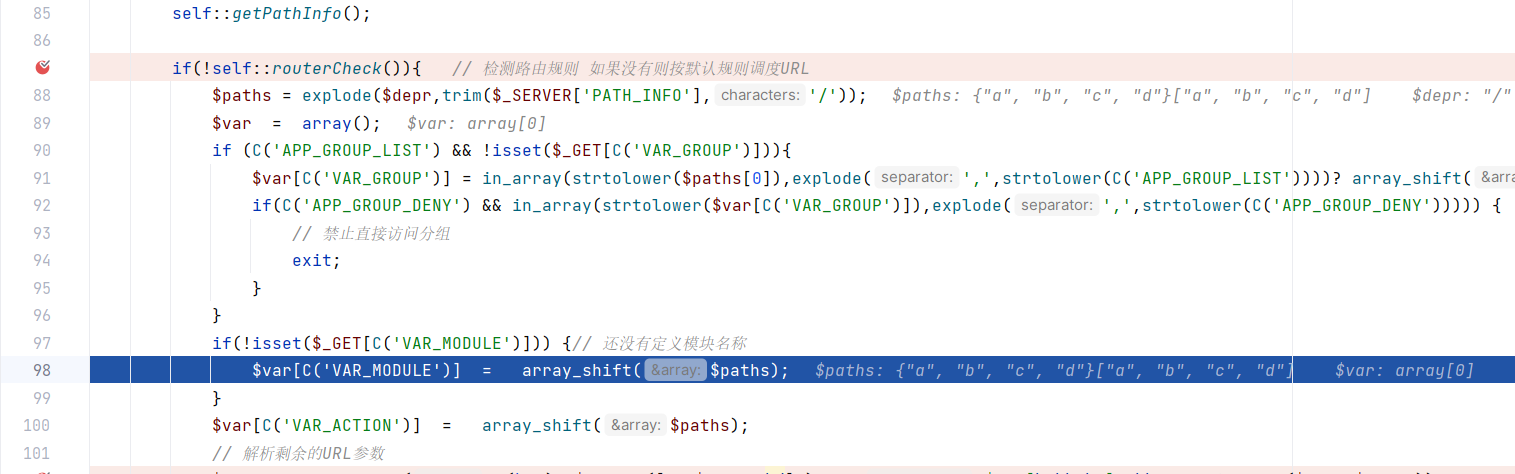 85 self::getPathInfo();
86
if(!self::routerCheck()){ // 检测路由规则 如果没有则按默认规则调度URL
88 $paths = explode($depr,trim($_SERVER['PATH_INFO'], characters: '/')); $paths: {"a", "b", "c", "d"}["a", "b", "c", "d"] $depr: "/"
89 $var = array(); $var: array[0]
90 if (C('APP_GROUP_LIST') && !isset($_GET[C('VAR_GROUP')])){
91 $var[C('VAR_GROUP')] = in_array(strtolower($paths[0]),explode( separator: ',',strtolower(C('APP_GROUP_LIST'))))? array_shift( &arra
92 if(C('APP_GROUP_DENY') && in_array(strtolower($var[C('VAR_GROUP')]),explode( separator: ',',strtolower(C('APP_GROUP_DENY'))))) {
93 // 禁止直接访问分组
94 exit;
95 }
96 }
97 if(!isset($_GET[C('VAR_MODULE')])) {// 还没有定义模块名称
98 $var[C('VAR_MODULE')] = array_shift( &array: $paths); $paths: {"a", "b", "c", "d"}["a", "b", "c", "d"] $var: array[0]
99 }
100 $var[C('VAR_ACTION')] = array_shift( &array: $paths);
101 // 解析剩余的URL参数